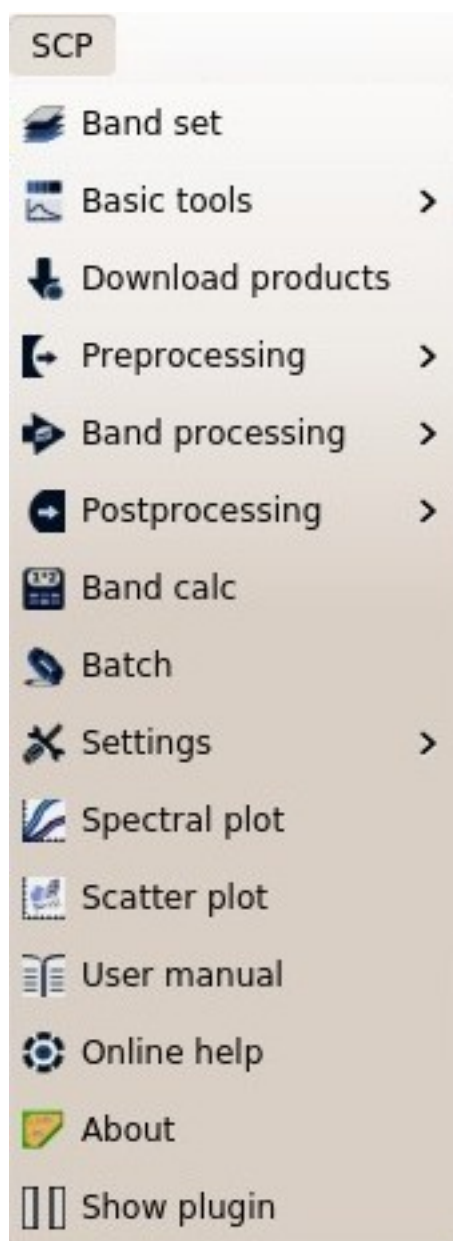 SCP
Band set
Basic tools
Download products
Preprocessing
Band processing
Postprocessing
Band calc
Batch
Settings
Spectral plot
Scatter plot
User manual
Online help
About
Show plugin